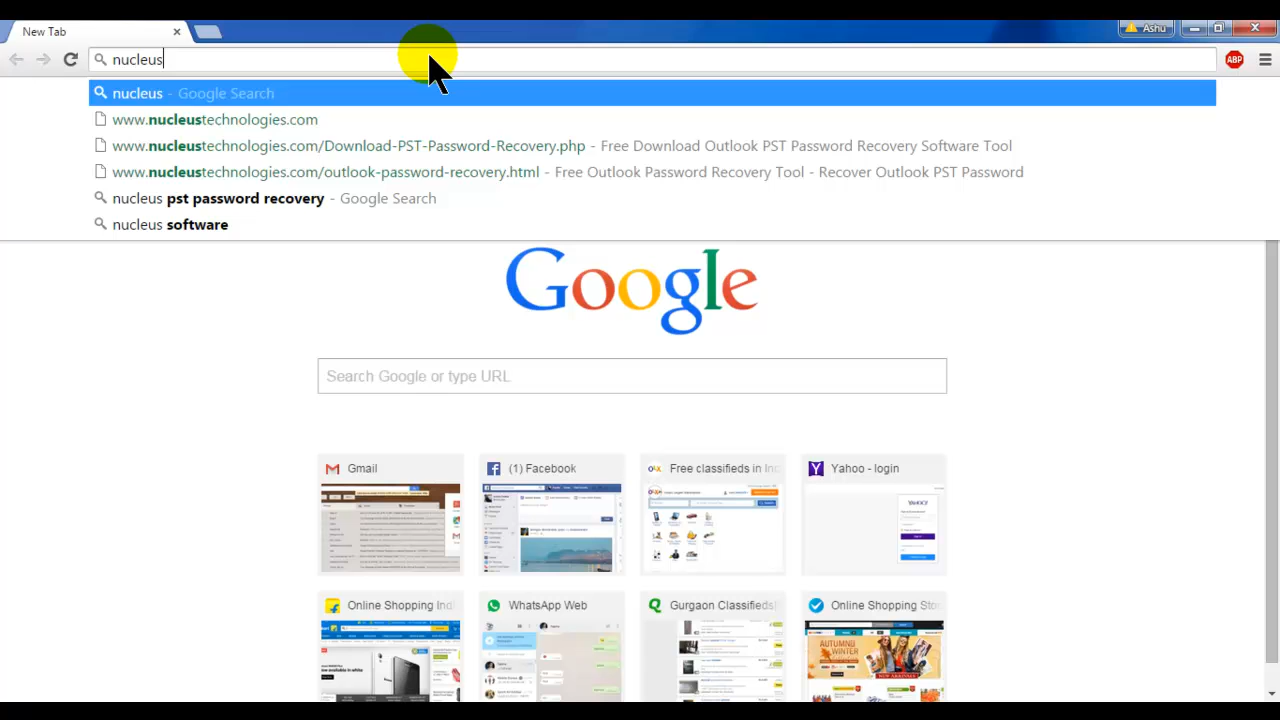 New Tab
Ashu
nucleus
ABP
nucleus - Google Search
www.nucleustechnologies.com
www.nucleustechnologies.com/Download-PST-Password-Recovery.php - Free Download Outlook PST Password Recovery Software Tool
www.nucleustechnologies.com/outlook-password-recovery.html - Free Outlook Password Recovery Tool - Recover Outlook PST Password
nucleus pst password recovery - Google Search
nucleus software
Google
Search Google or type URL
Gmail
(1) Facebook
Free classifieds in Ind
Yahoo - login
YAHOO!
Online Shopping Ind
WhatsApp Web
Gurgaon Classifieds
Online Shopping Sto
AUTUMN
WINTER